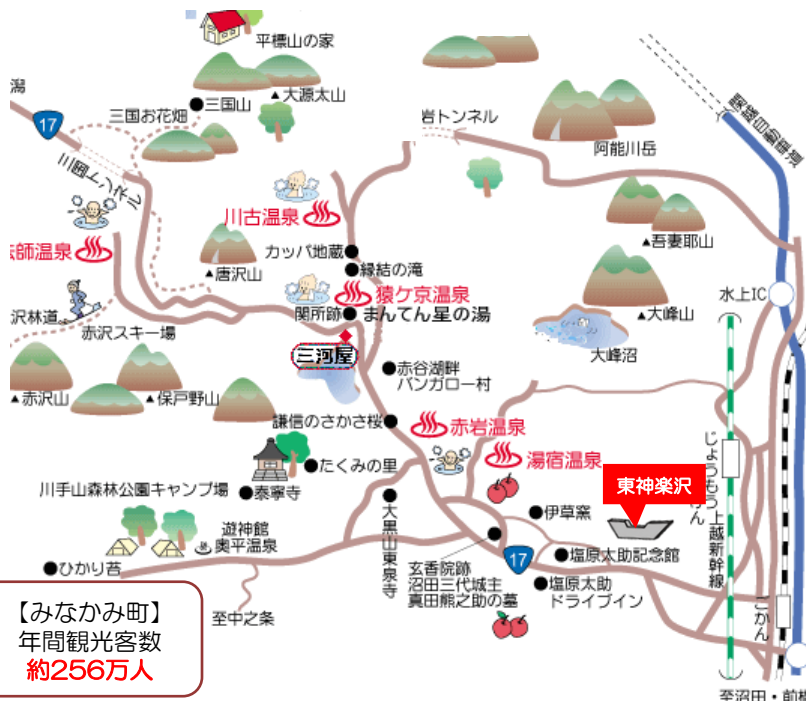 平標山の家
潟
三国山
▲大源太山
三国お花畑
17
三国トンネル
岩トンネル
阿能川岳
関越自動車道
川古温泉
法師温泉
カッパ地蔵
縁結の滝
▲唐沢山
▲吾妻耶山
水上IC
猿ケ京温泉
関所跡
まんてん星の湯
沢林道
赤沢スキー場
▲大峰山
大峰沼
三河屋
赤谷湖畔
バンガロー村
▲赤沢山
▲保戸野山
謙信のさかさ桜
赤岩温泉
湯宿温泉
たくみの里
川手山森林公園キャンプ場
泰寧寺
東神楽沢
じょうもう
げん
上越新幹線
大黒山東泉寺
伊草窯
遊神館
奥平温泉
塩原太助記念館
ひかり苔
玄香院跡
沼田三代城主
真田熊之助の墓
17
塩原太助
ドライブイン
ごかん
至中之条
【みなかみ町】
年間観光客数
約256万人
至沼田・前橋